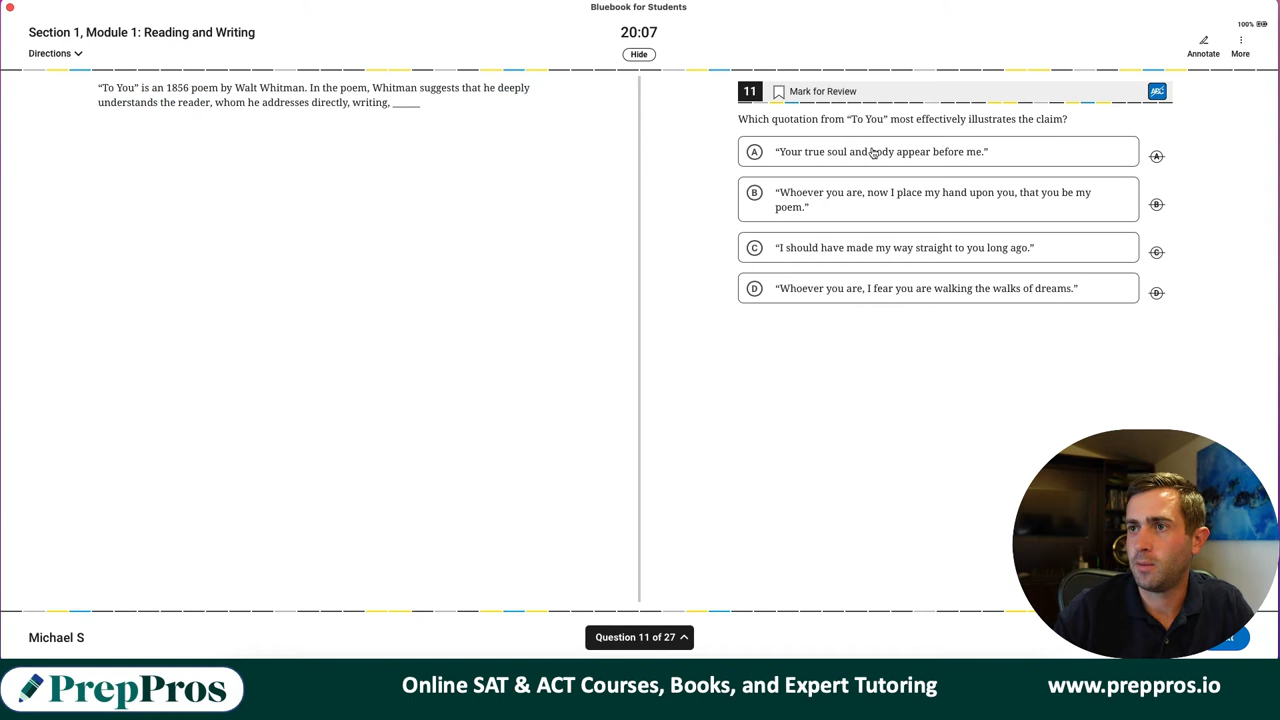 Bluebook for Students
Section 1, Module 1: Reading and Writing
20:07
100%
Directions
Hide
Annotate
More
“To You” is an 1856 poem by Walt Whitman. In the poem, Whitman suggests that he deeply
understands the reader, whom he addresses directly, writing, ______
11
Mark for Review
ABC
Which quotation from “To You” most effectively illustrates the claim?
A “Your true soul and body appear before me.”
A
B “Whoever you are, now I place my hand upon you, that you be my
poem.”
B
C “I should have made my way straight to you long ago.”
C
D “Whoever you are, I fear you are walking the walks of dreams.”
D
Michael S
Question 11 of 27
PrepPros
Online SAT & ACT Courses, Books, and Expert Tutoring
www.preppros.io